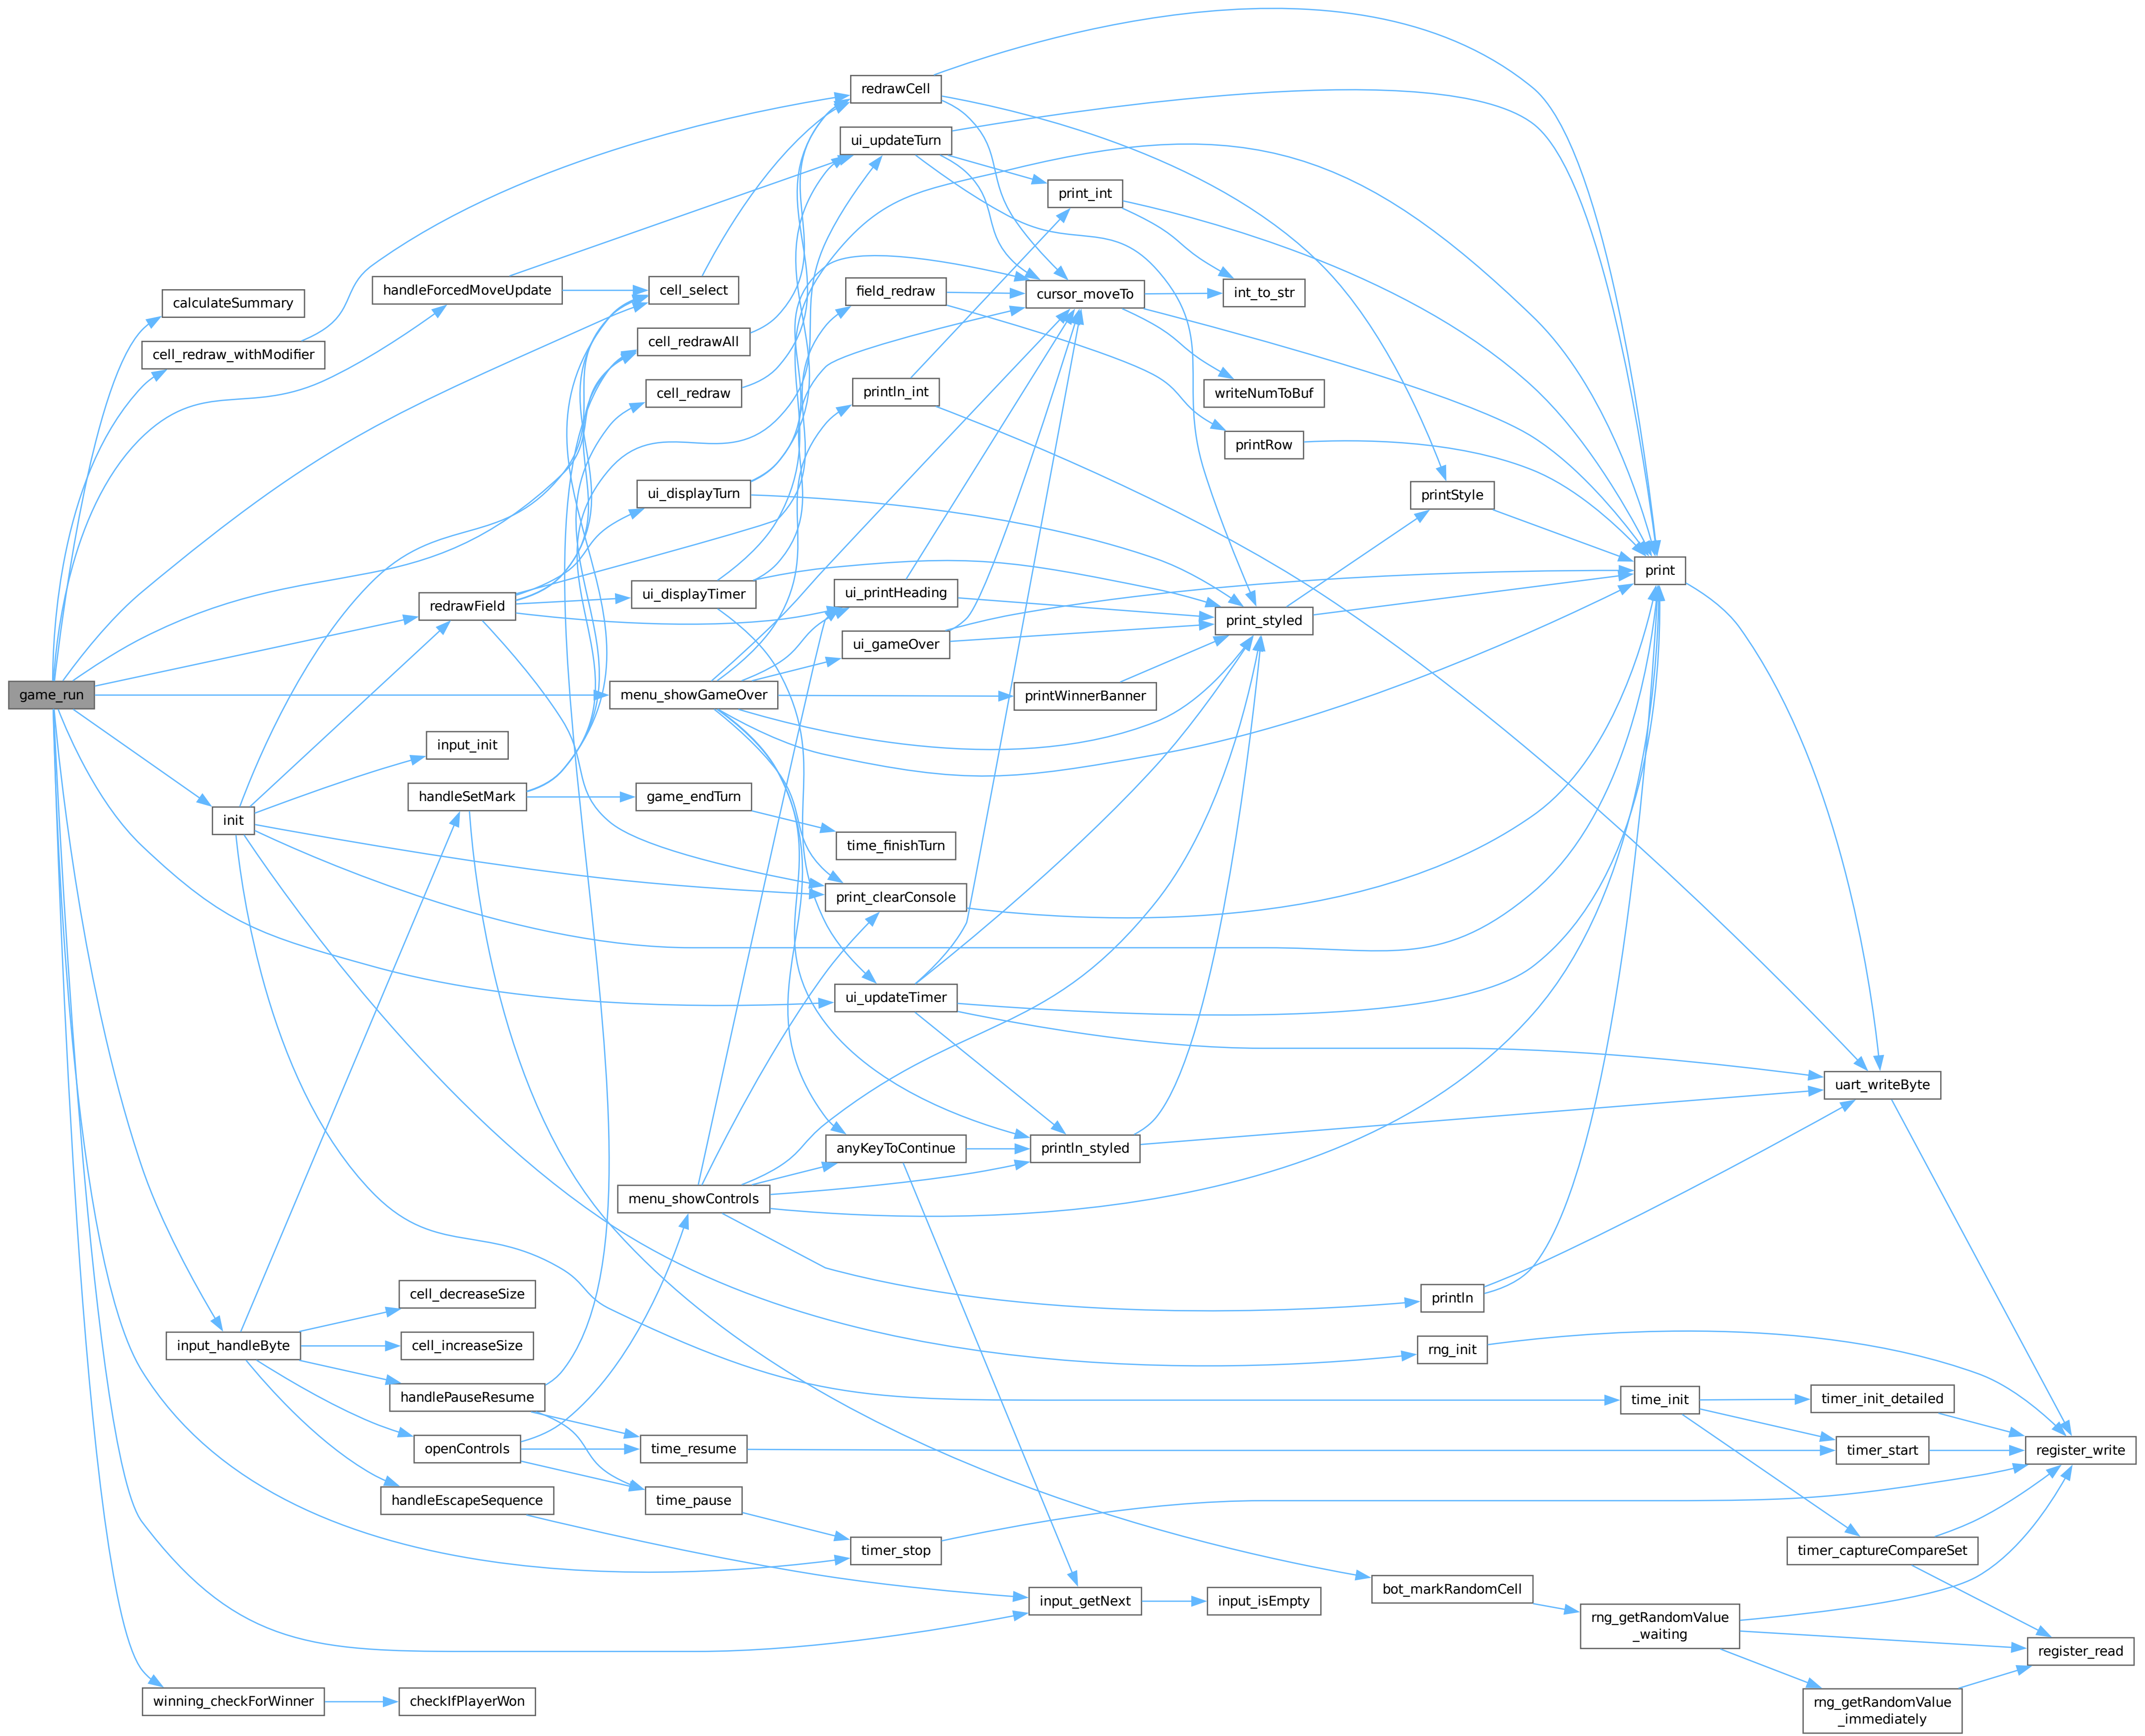 redrawCell
ui_updateTurn
print_int
calculateSummary
handleForcedMoveUpdate
cell_select
field_redraw
cursor_moveTo
int_to_str
cell_redraw_withModifier
cell_redrawAll
cell_redraw
println_int
writeNumToBuf
printRow
ui_displayTurn
printStyle
print
redrawField
ui_displayTimer
ui_printHeading
print_styled
ui_gameOver
game_run
menu_showGameOver
printWinnerBanner
input_init
handleSetMark
game_endTurn
init
time_finishTurn
print_clearConsole
ui_updateTimer
uart_writeByte
anyKeyToContinue
println_styled
menu_showControls
cell_decreaseSize
println
input_handleByte
cell_increaseSize
rng_init
handlePauseResume
time_init
timer_init_detailed
openControls
time_resume
timer_start
register_write
handleEscapeSequence
time_pause
timer_stop
timer_captureCompareSet
bot_markRandomCell
input_getNext
input_isEmpty
rng_getRandomValue
_waiting
register_read
winning_checkForWinner
checkIfPlayerWon
rng_getRandomValue
_immediately